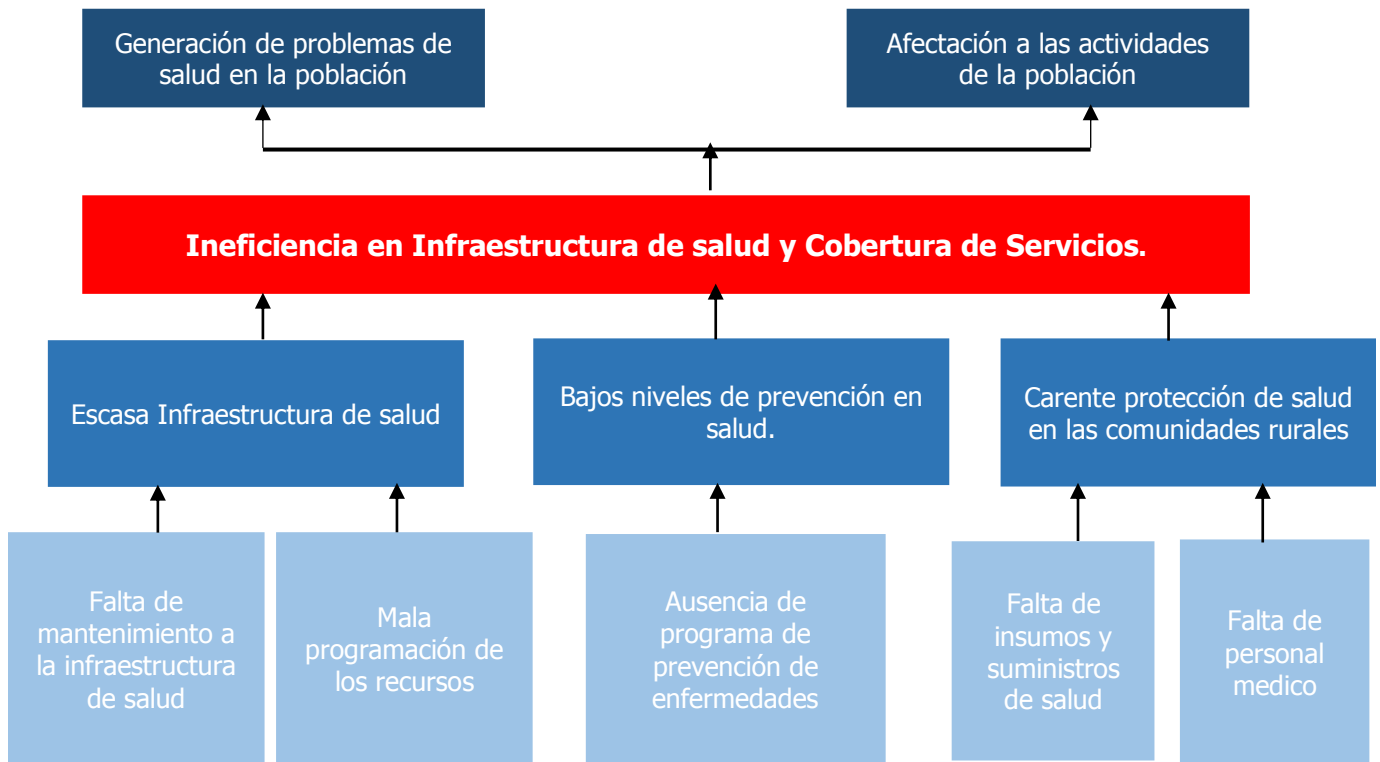 Generación de problemas de
salud en la población
Afectación a las actividades
de la población
Ineficiencia en Infraestructura de salud y Cobertura de Servicios.
Escasa Infraestructura de salud
Bajos niveles de prevención en
salud.
Carente protección de salud
en las comunidades rurales
Falta de
mantenimiento a
la infraestructura
de salud
Mala
programación de
los recursos
Ausencia de
programa de
prevención de
enfermedades
Falta de
insumos y
suministros
de salud
Falta de
personal
medico